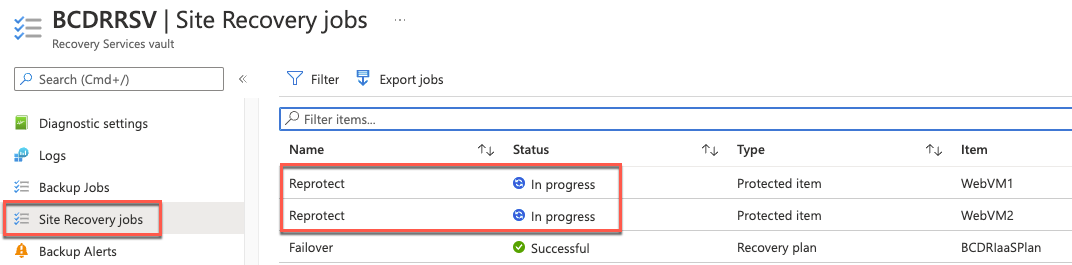 BCDRRSV | Site Recovery jobs ...
Recovery Services vault
Search (Cmd+/) «
Filter Export jobs
Filter items...
Diagnostic settings
Logs
Backup Jobs
Site Recovery jobs
Backup Alerts
Name Status Type Item
Reprotect In progress Protected item WebVM1
Reprotect In progress Protected item WebVM2
Failover Successful Recovery plan BCDRIaaSPlan